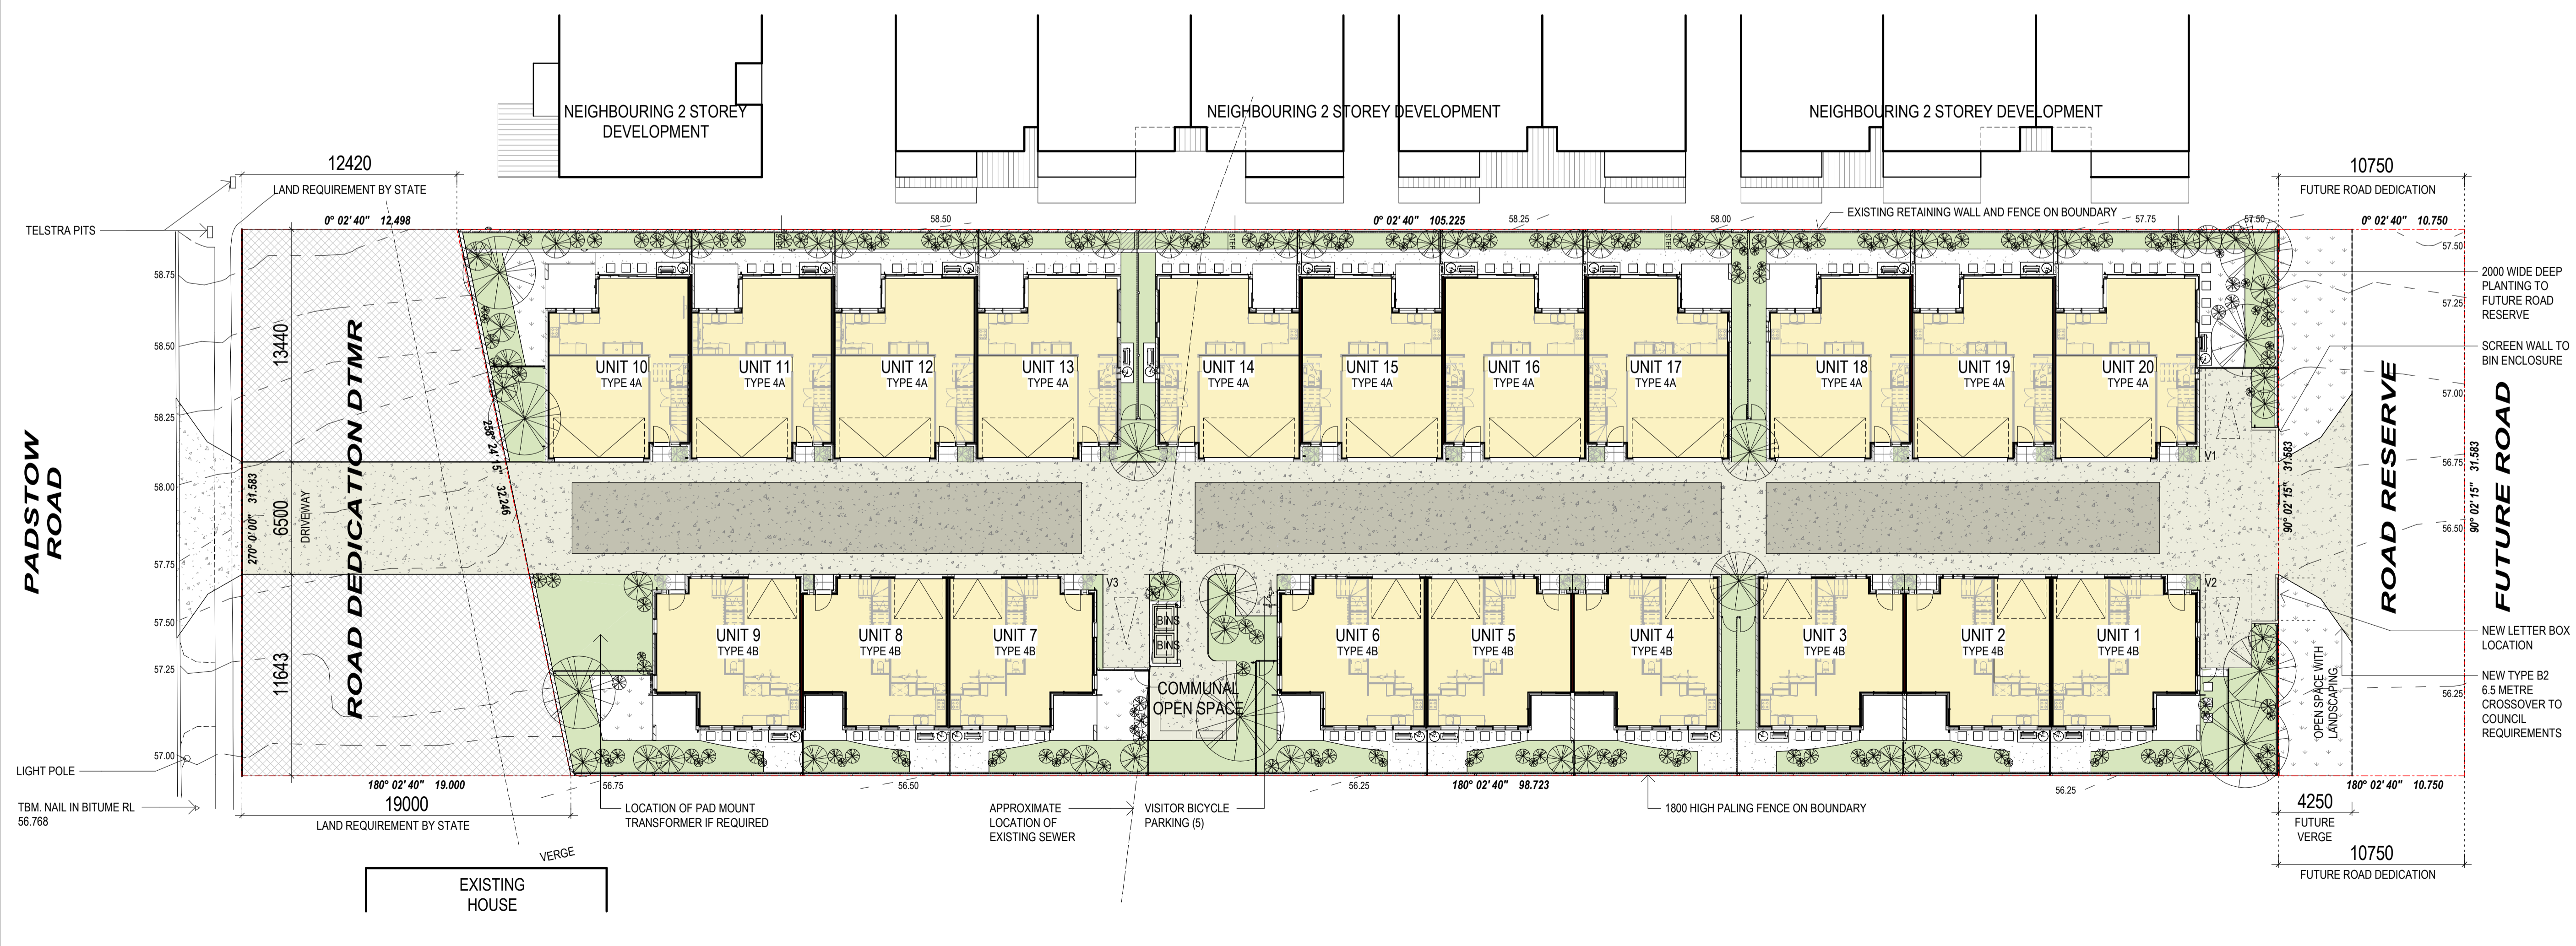 NEIGHBOURING 2 STOREY
DEVELOPMENT
NEIGHBOURING 2 STOREY DEVELOPMENT
NEIGHBOURING 2 STOREY DEVELOPMENT
12420
LAND REQUIREMENT BY STATE
10750
FUTURE ROAD DEDICATION
TELSTRA PITS
0° 02' 40" 12.498
58.50
0° 02' 40" 105.225
58.25
58.00
EXISTING RETAINING WALL AND FENCE ON BOUNDARY
57.75
57.50
0° 02' 40" 10.750
57.50
58.75
58.50
58.25
58.00
57.75
57.50
57.25
57.00
PADSTOW
ROAD
13440
6500
DRIVEWAY
11643
270° 0' 00" 31.583
ROAD DEDICATION DTMR
258° 24' 15" 32.246
UNIT 10
TYPE 4A
UNIT 11
TYPE 4A
UNIT 12
TYPE 4A
UNIT 13
TYPE 4A
UNIT 14
TYPE 4A
UNIT 15
TYPE 4A
UNIT 16
TYPE 4A
UNIT 17
TYPE 4A
UNIT 18
TYPE 4A
UNIT 19
TYPE 4A
UNIT 20
TYPE 4A
2000 WIDE DEEP
PLANTING TO
FUTURE ROAD
RESERVE
57.25
SCREEN WALL TO
BIN ENCLOSURE
57.00
V1
56.75
56.50
90° 02' 15" 31.583
90° 02' 15" 31.583
ROAD RESERVE
FUTURE ROAD
V3
V2
BINS
BINS
UNIT 9
TYPE 4B
UNIT 8
TYPE 4B
UNIT 7
TYPE 4B
UNIT 6
TYPE 4B
UNIT 5
TYPE 4B
UNIT 4
TYPE 4B
UNIT 3
TYPE 4B
UNIT 2
TYPE 4B
UNIT 1
TYPE 4B
COMMUNAL
OPEN SPACE
OPEN SPACE WITH
LANDSCAPING
NEW LETTER BOX
LOCATION
NEW TYPE B2
6.5 METRE
CROSSOVER TO
COUNCIL
REQUIREMENTS
56.25
LIGHT POLE
TBM. NAIL IN BITUME RL
56.768
180° 02' 40" 19.000
19000
LAND REQUIREMENT BY STATE
56.75
LOCATION OF PAD MOUNT
TRANSFORMER IF REQUIRED
56.50
APPROXIMATE
LOCATION OF
EXISTING SEWER
VISITOR BICYCLE
PARKING (5)
56.25
180° 02' 40" 98.723
1800 HIGH PALING FENCE ON BOUNDARY
56.25
180° 02' 40" 10.750
4250
FUTURE
VERGE
10750
FUTURE ROAD DEDICATION
VERGE
EXISTING
HOUSE